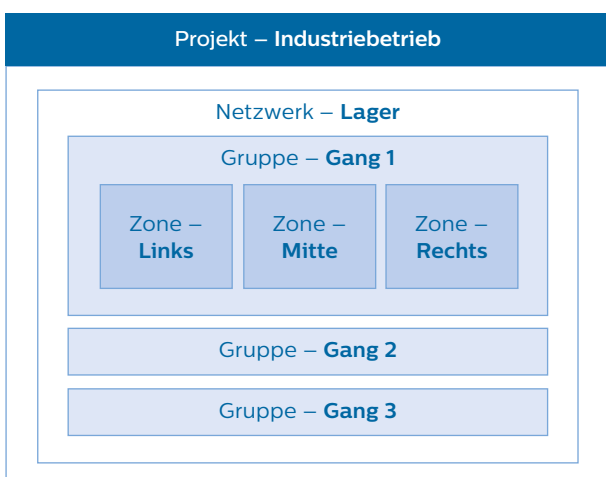 Projekt – Industriebetrieb
Netzwerk – Lager
Gruppe – Gang 1
Zone –
Links
Zone –
Mitte
Zone –
Rechts
Gruppe – Gang 2
Gruppe – Gang 3